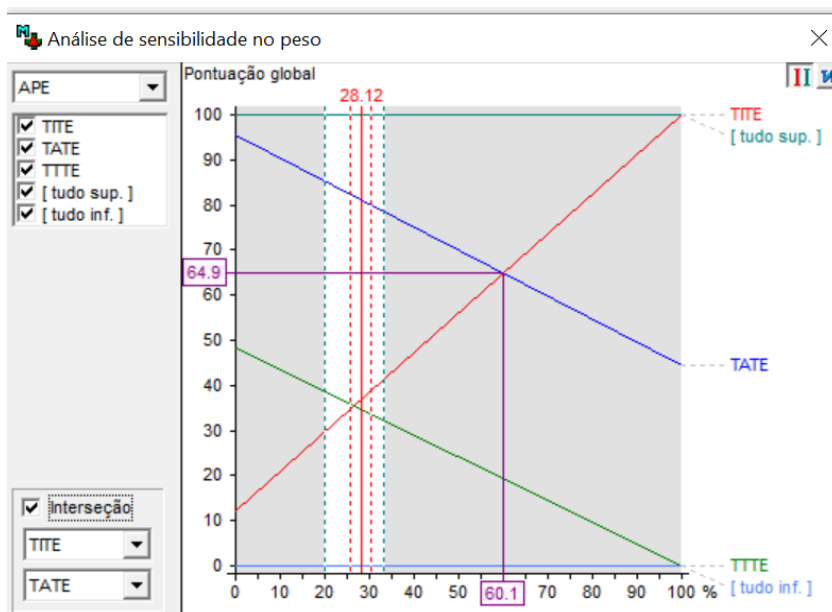 Análise de sensibilidade no peso
APE
TITE
TATE
TTTE
[ tudo sup. ]
[ tudo inf. ]
Interseção
TITE
TATE
Pontuação global
28.12
100
90
80
70
64.9
60
50
40
30
20
10
0
0 10 20 30 40 50 60.1 70 80 90 100 %
TITE
[ tudo sup. ]
TATE
TTTE
[ tudo inf. ]